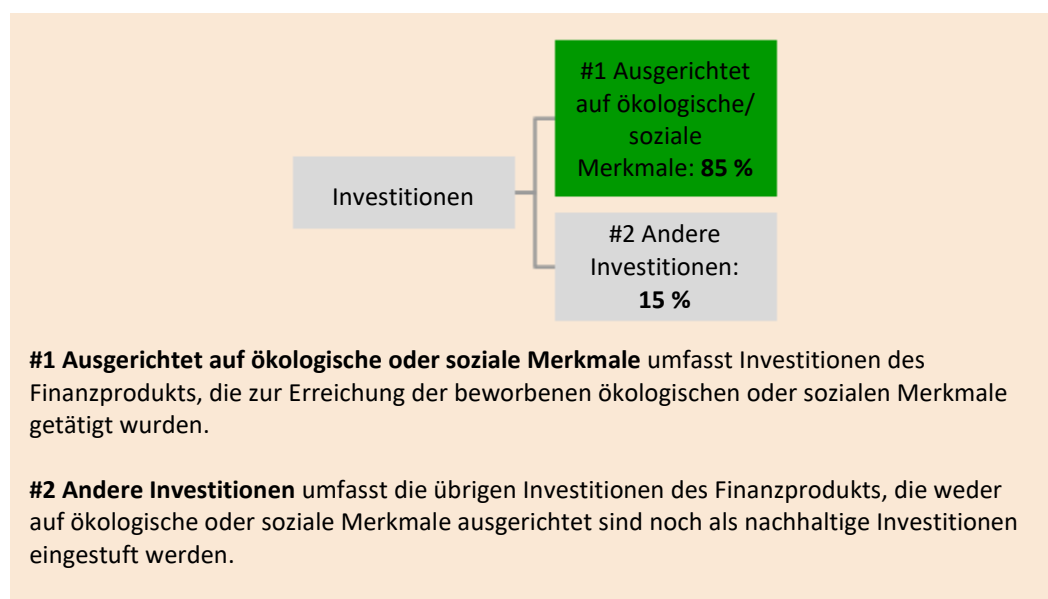 #1 Ausgerichtet
auf ökologische/
soziale
Merkmale: 85 %
Investitionen
#2 Andere
Investitionen:
15 %
#1 Ausgerichtet auf ökologische oder soziale Merkmale umfasst Investitionen des
Finanzprodukts, die zur Erreichung der beworbenen ökologischen oder sozialen Merkmale
getätigt wurden.
#2 Andere Investitionen umfasst die übrigen Investitionen des Finanzprodukts, die weder
auf ökologische oder soziale Merkmale ausgerichtet sind noch als nachhaltige Investitionen
eingestuft werden.